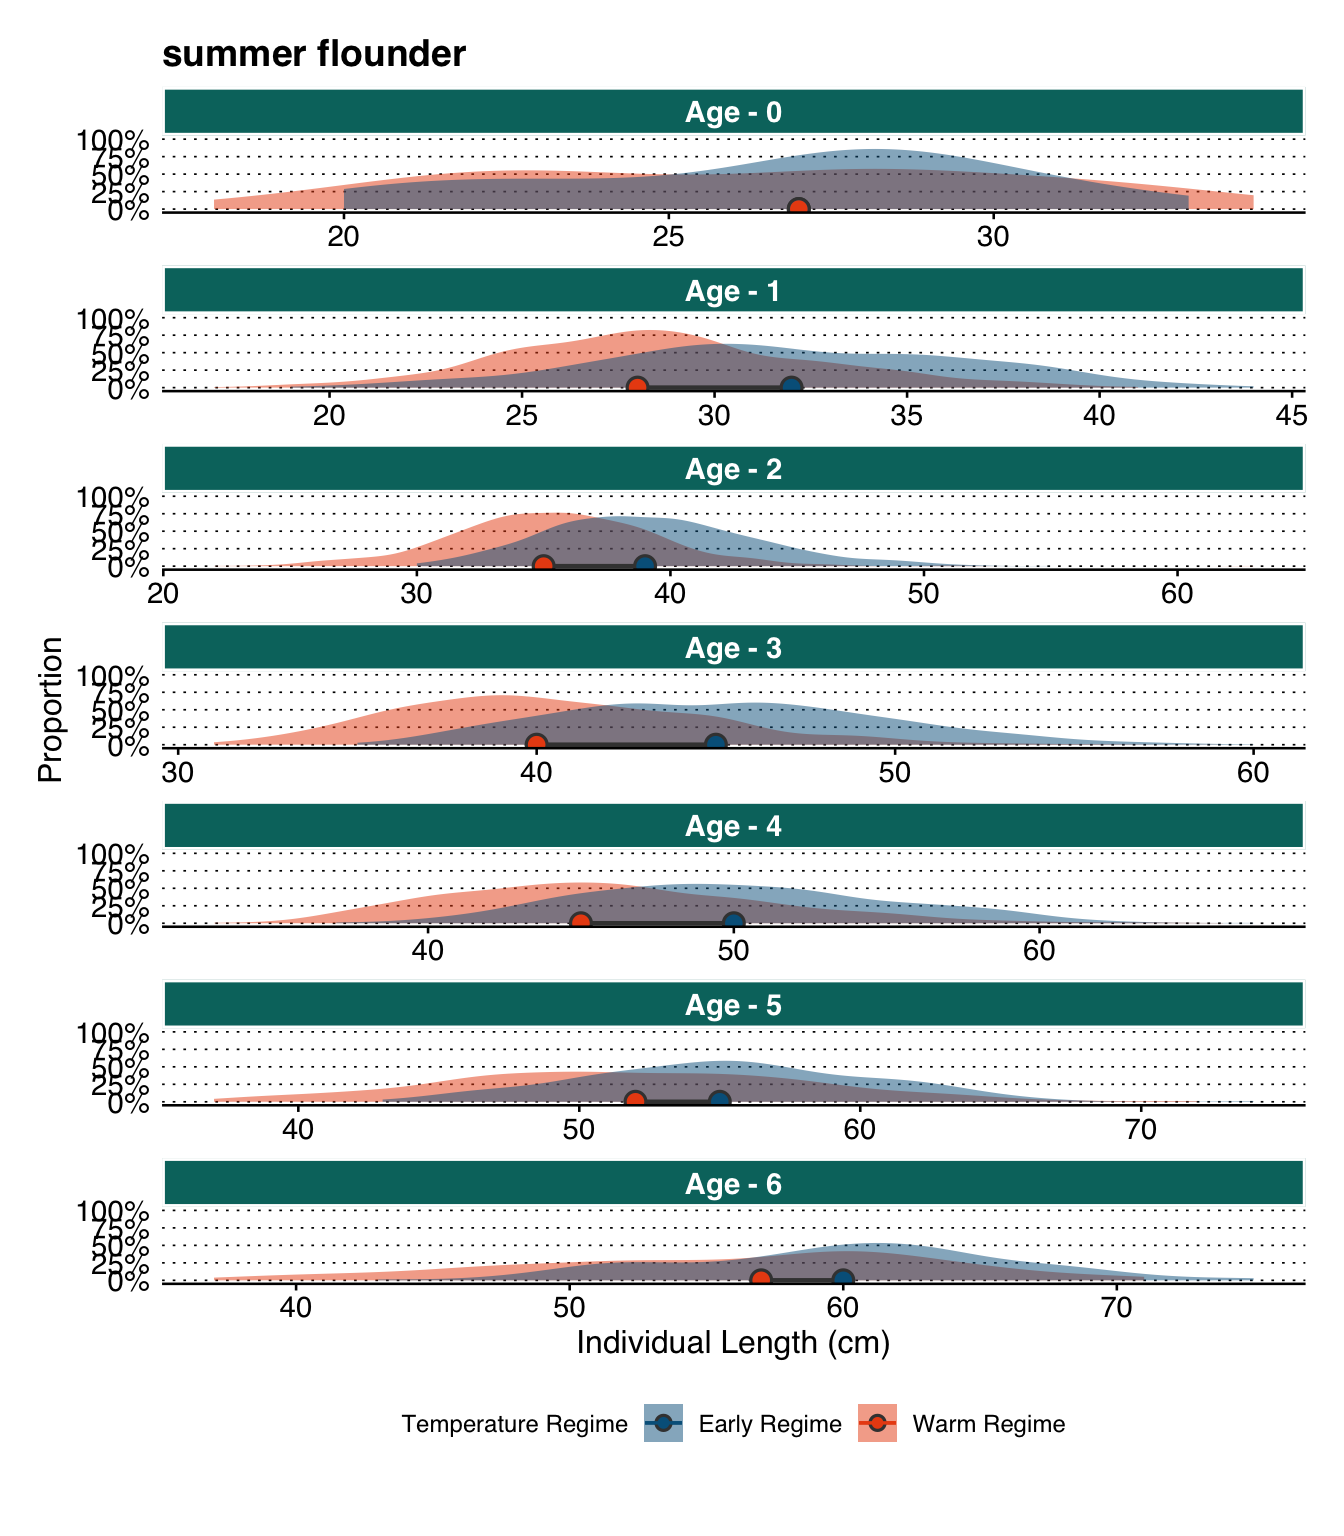 summer flounder
Age - 0
100%
75%
50%
25%
0%
20 25 30
Age - 1
100%
75%
50%
25%
0%
20 25 30 35 40 45
Age - 2
100%
75%
50%
25%
0%
20 30 40 50 60
Age - 3
100%
75%
50%
25%
0%
30 40 50 60
Proportion
Age - 4
100%
75%
50%
25%
0%
40 50 60
Age - 5
100%
75%
50%
25%
0%
40 50 60 70
Age - 6
100%
75%
50%
25%
0%
40 50 60 70
Individual Length (cm)
Temperature Regime Early Regime Warm Regime